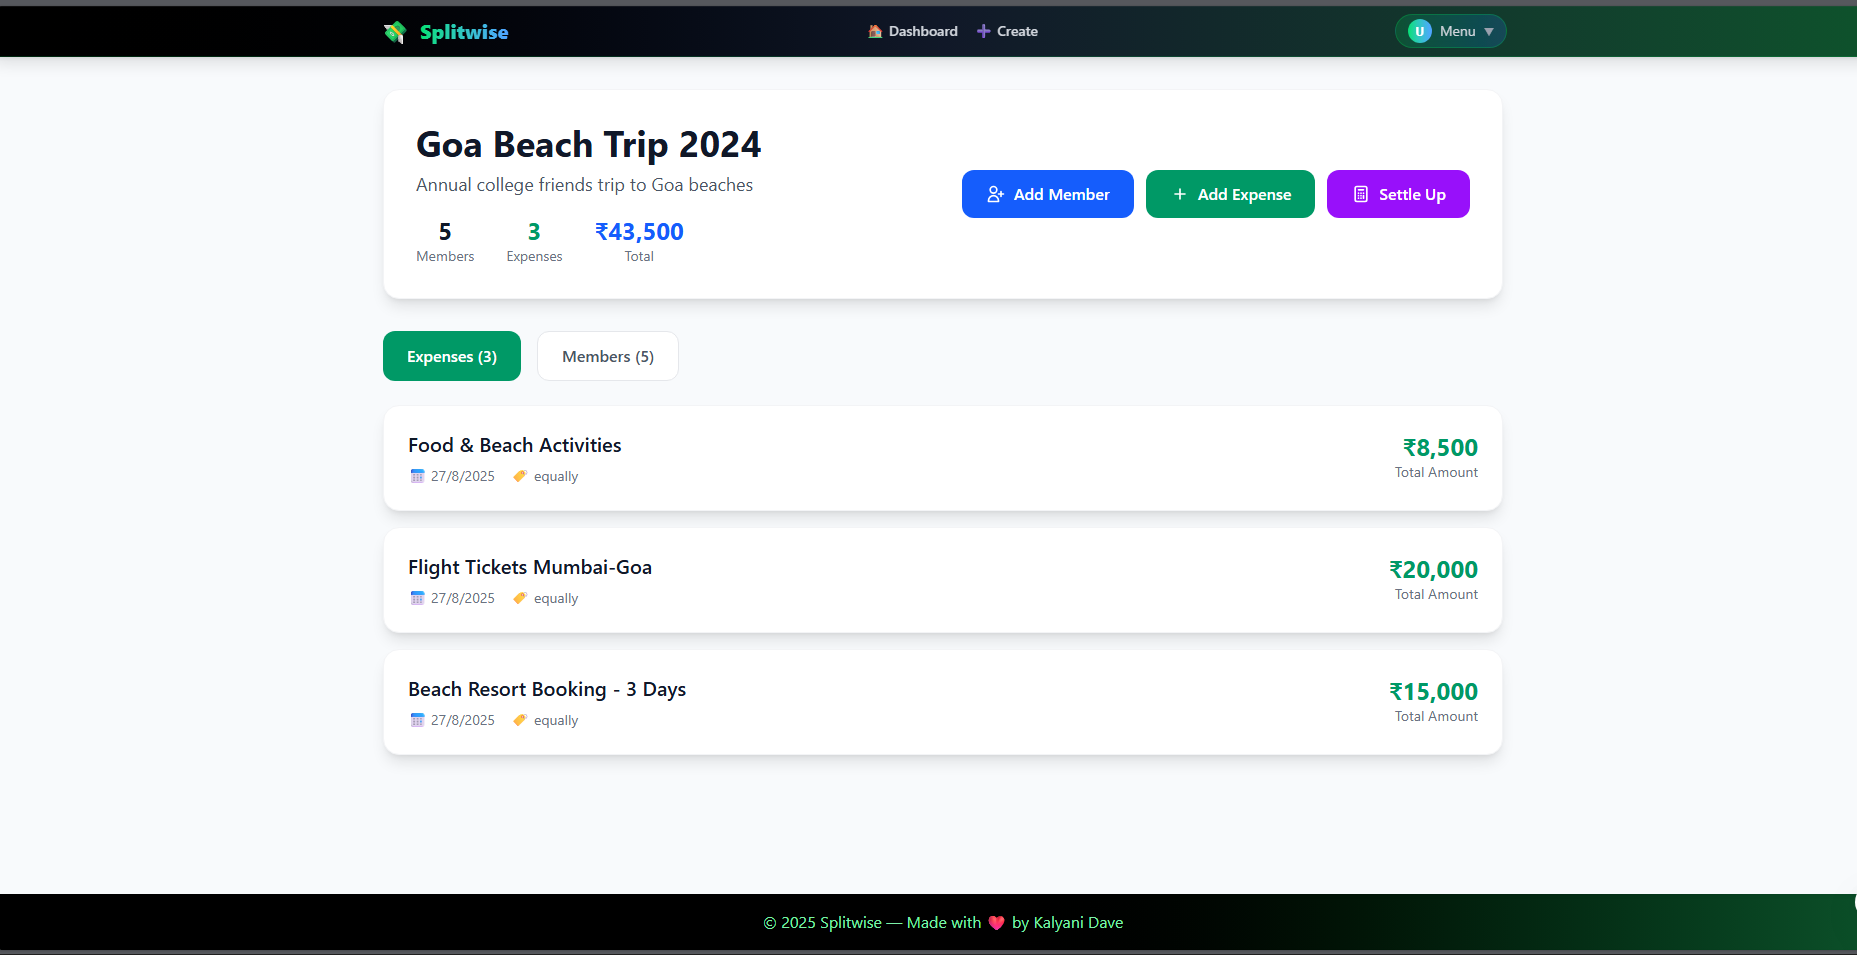 Splitwise
Dashboard
Create
U Menu ▼
Goa Beach Trip 2024
Annual college friends trip to Goa beaches
5 3 ₹43,500
Members Expenses Total
Add Member
+ Add Expense
Settle Up
Expenses (3)
Members (5)
Food & Beach Activities
27/8/2025 equally
₹8,500
Total Amount
Flight Tickets Mumbai-Goa
27/8/2025 equally
₹20,000
Total Amount
Beach Resort Booking - 3 Days
27/8/2025 equally
₹15,000
Total Amount
© 2025 Splitwise — Made with ❤️ by Kalyani Dave